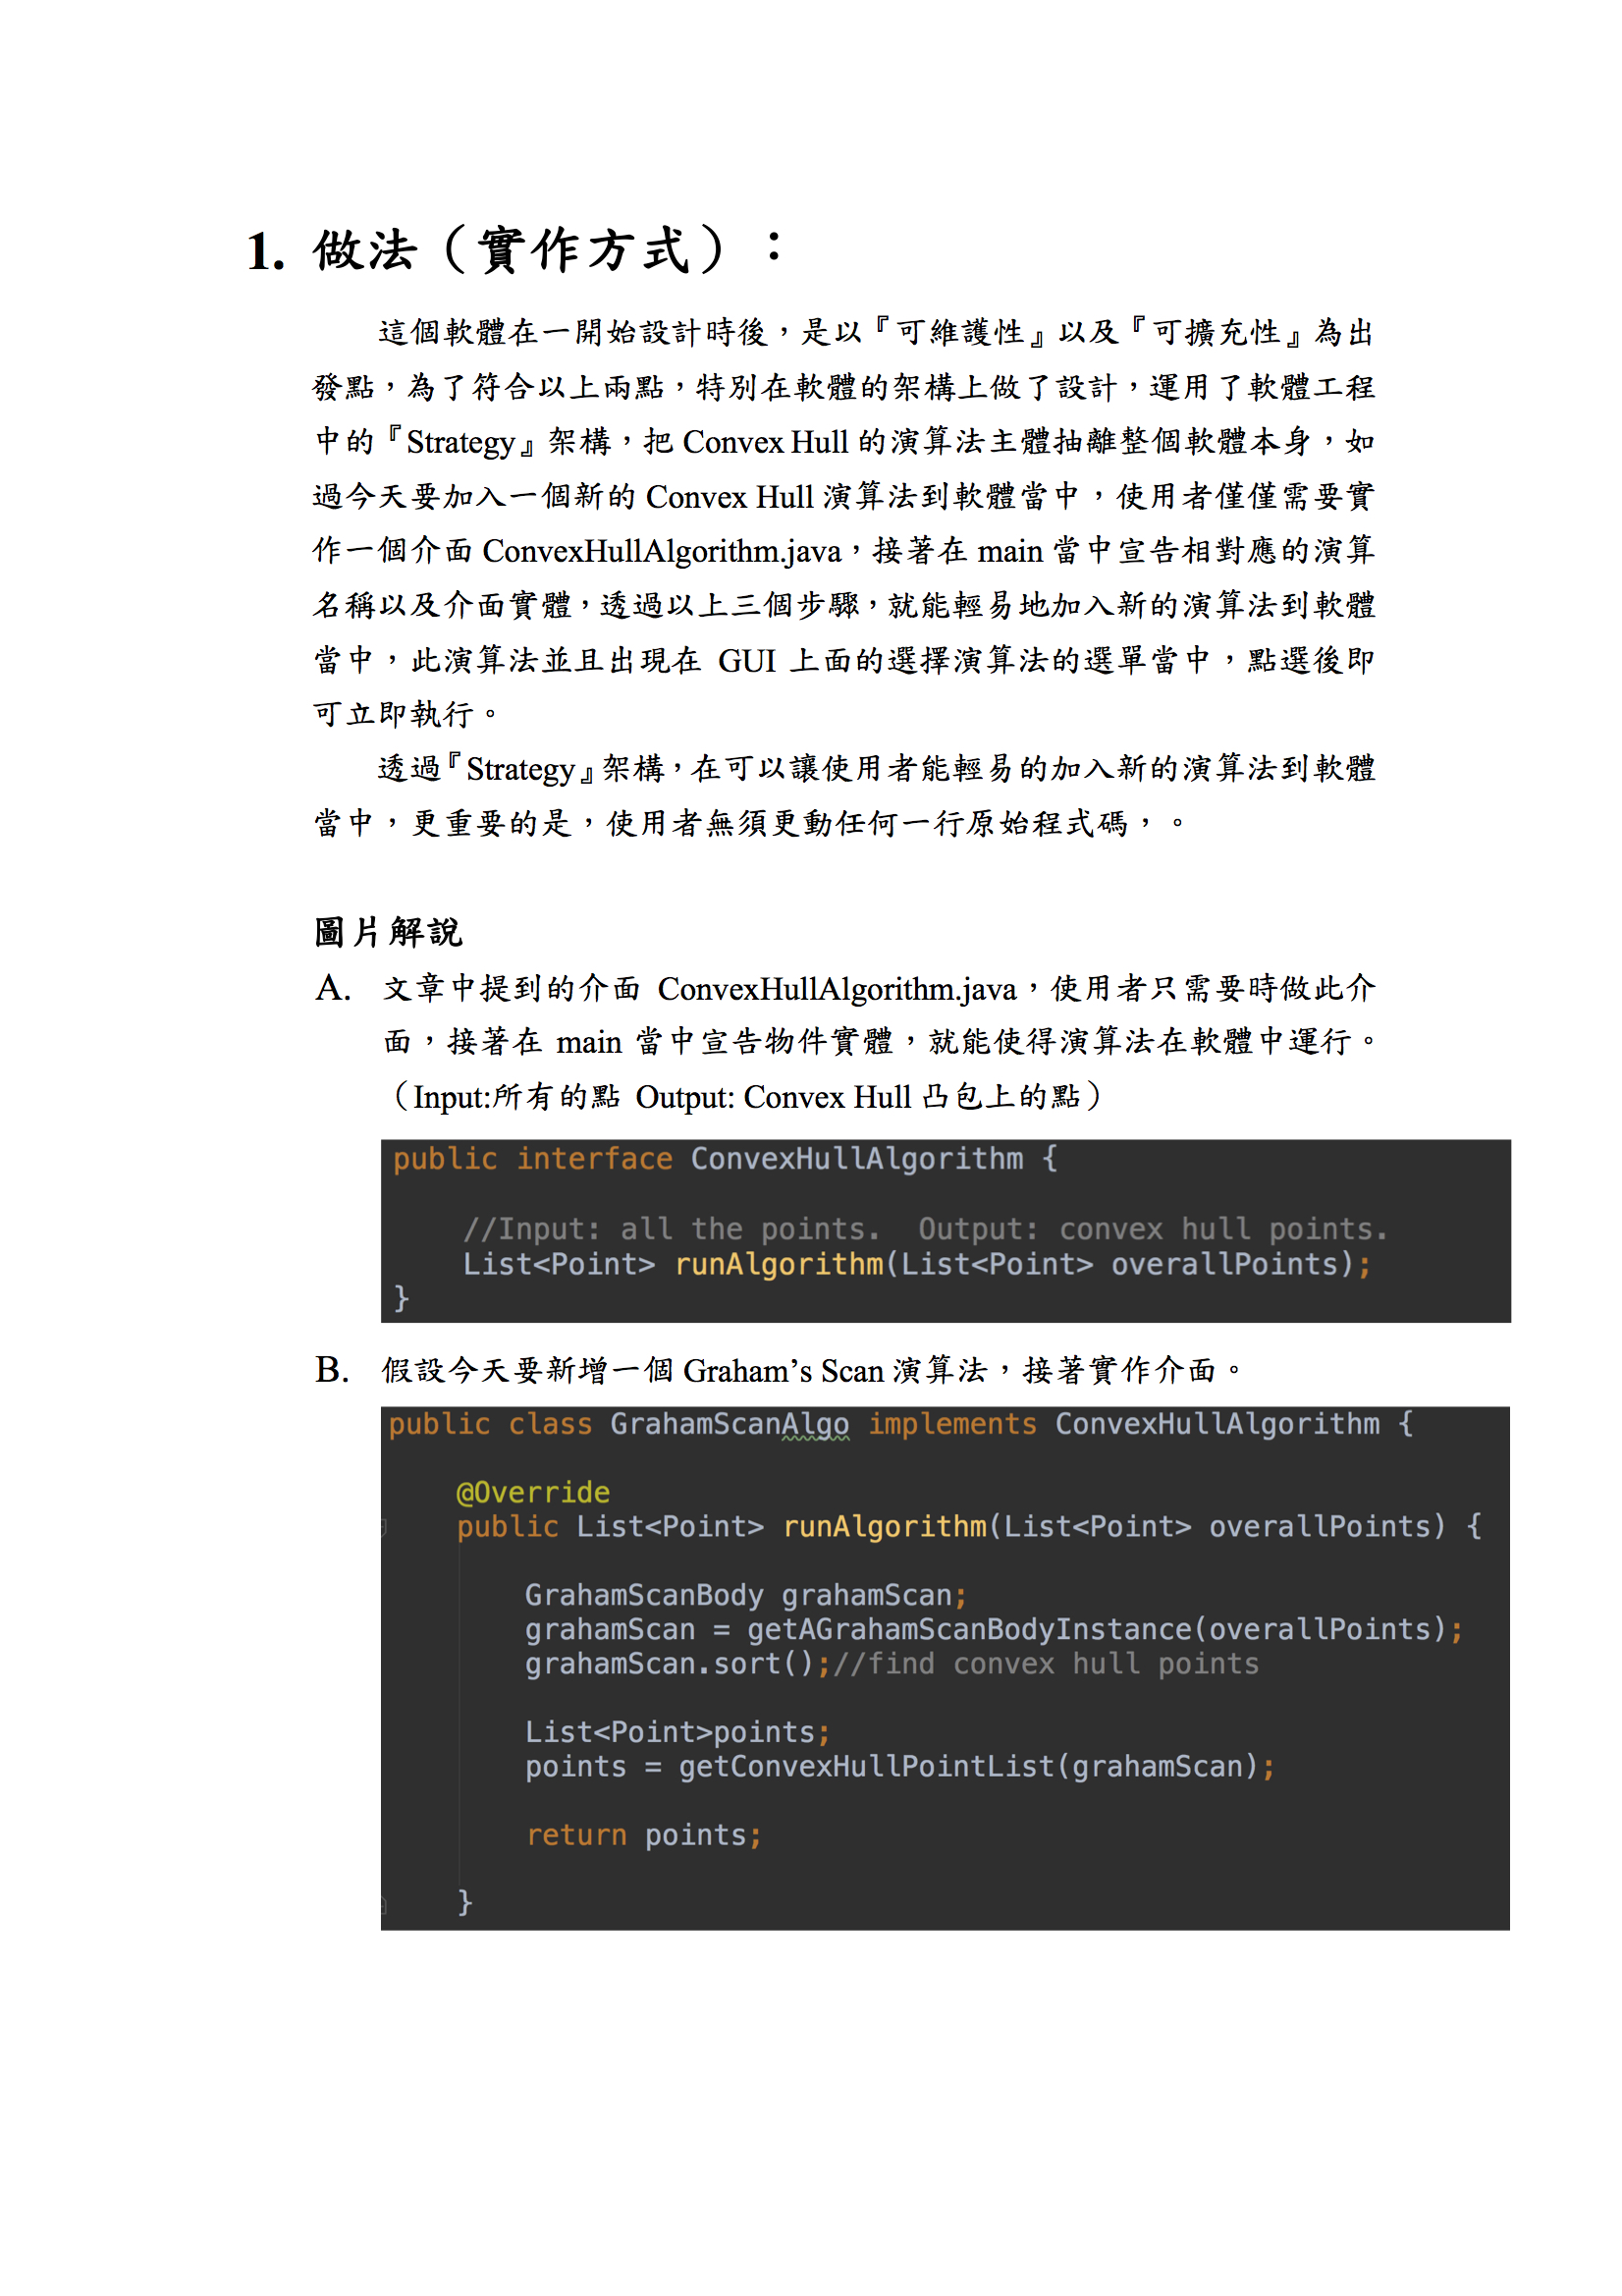 1. 做法（實作方式）：
這個軟體在一開始設計時後，是以『可維護性』以及『可擴充性』為出
發點，為了符合以上兩點，特別在軟體的架構上做了設計，運用了軟體工程
中的『Strategy』架構，把 Convex Hull 的演算法主體抽離整個軟體本身，如
過今天要加入一個新的 Convex Hull 演算法到軟體當中，使用者僅僅需要實
作一個介面 ConvexHullAlgorithm.java，接著在 main 當中宣告相對應的演算
名稱以及介面實體，透過以上三個步驟，就能輕易地加入新的演算法到軟體
當中，此演算法並且出現在 GUI 上面的選擇演算法的選單當中，點選後即
可立即執行。
透過『Strategy』架構，在可以讓使用者能輕易的加入新的演算法到軟體
當中，更重要的是，使用者無須更動任何一行原始程式碼，。
圖片解說
A. 文章中提到的介面 ConvexHullAlgorithm.java，使用者只需要時做此介
面，接著在 main 當中宣告物件實體，就能使得演算法在軟體中運行。
（Input:所有的點 Output: Convex Hull 凸包上的點）
public interface ConvexHullAlgorithm {
//Input: all the points.  Output: convex hull points.
List<Point> runAlgorithm(List<Point> overallPoints);
}
B. 假設今天要新增一個 Graham’s Scan 演算法，接著實作介面。
public class GrahamScanAlgo implements ConvexHullAlgorithm {
@Override
public List<Point> runAlgorithm(List<Point> overallPoints) {
GrahamScanBody grahamScan;
grahamScan = getAGrahamScanBodyInstance(overallPoints);
grahamScan.sort();//find convex hull points
List<Point>points;
points = getConvexHullPointList(grahamScan);
return points;
}